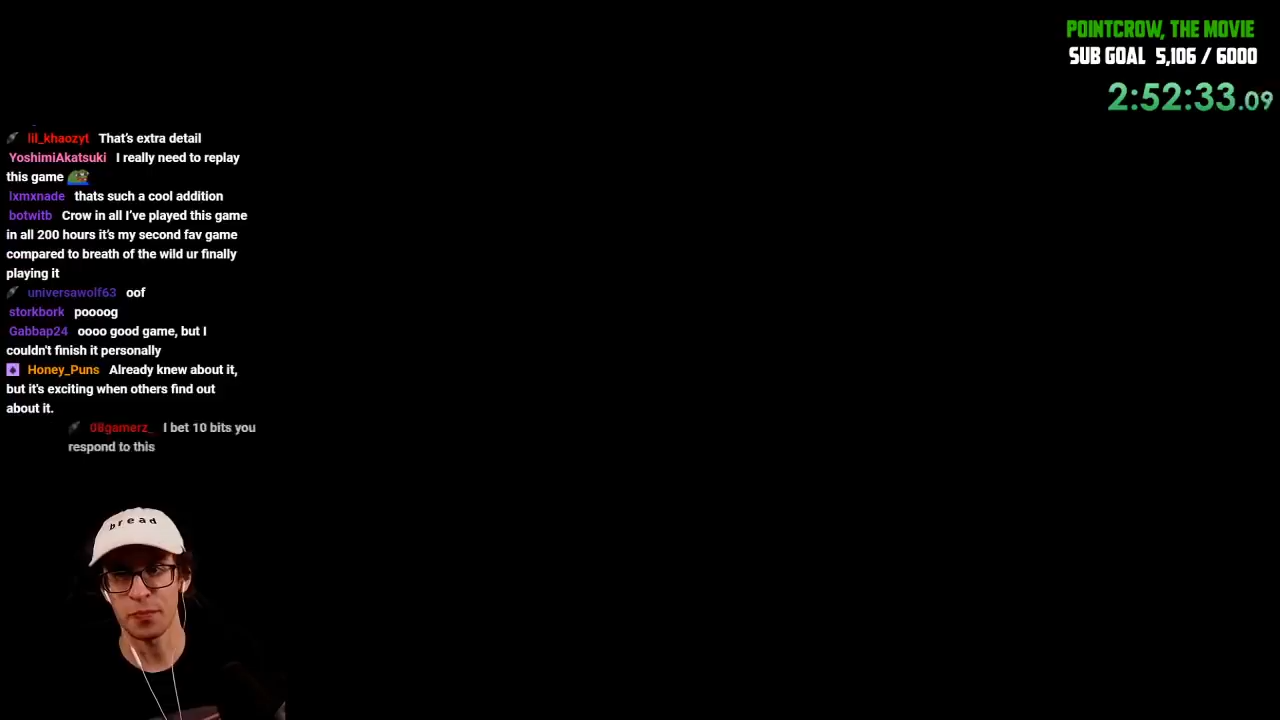 POINTCROW, THE MOVIE
SUB GOAL 5,106 / 6000
2:52:33.09
lil_khaozyt That's extra detail
YoshimiAkatsuki I really need to replay
this game
lxmxnade thats such a cool addition
botwitb Crow in all I've played this game
in all 200 hours it's my second fav game
compared to breath of the wild ur finally
playing it
universawolf63 oof
storkbork poooog
Gabbap24 oooo good game, but I
couldn't finish it personally
Honey_Puns Already knew about it,
but it's exciting when others find out
about it.
08gamerz_ I bet 10 bits you
respond to this
bread